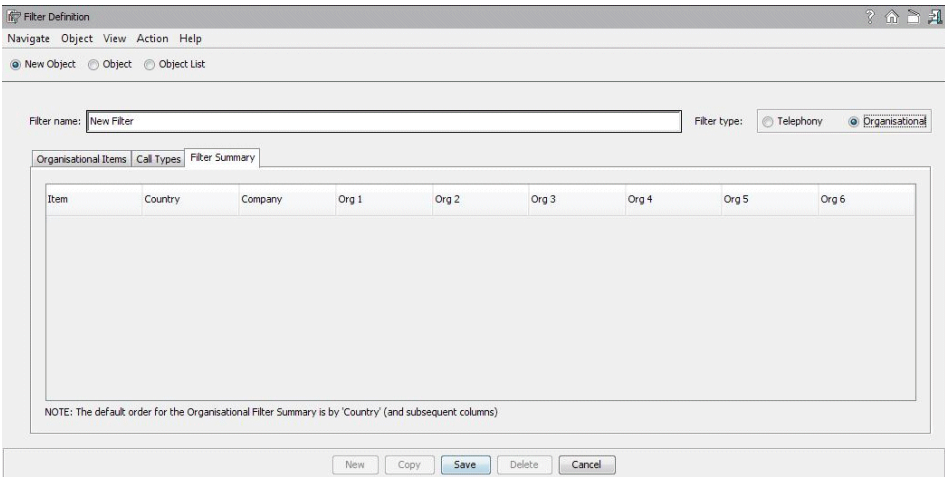 Filter Definition
Navigate Object View Action Help
New Object Object Object List
Filter name: New Filter Filter type: Telephony Organisational
Organisational Items Call Types Filter Summary
Item Country Company Org 1 Org 2 Org 3 Org 4 Org 5 Org 6
NOTE: The default order for the Organisational Filter Summary is by 'Country' (and subsequent columns)
New Copy Save Delete Cancel